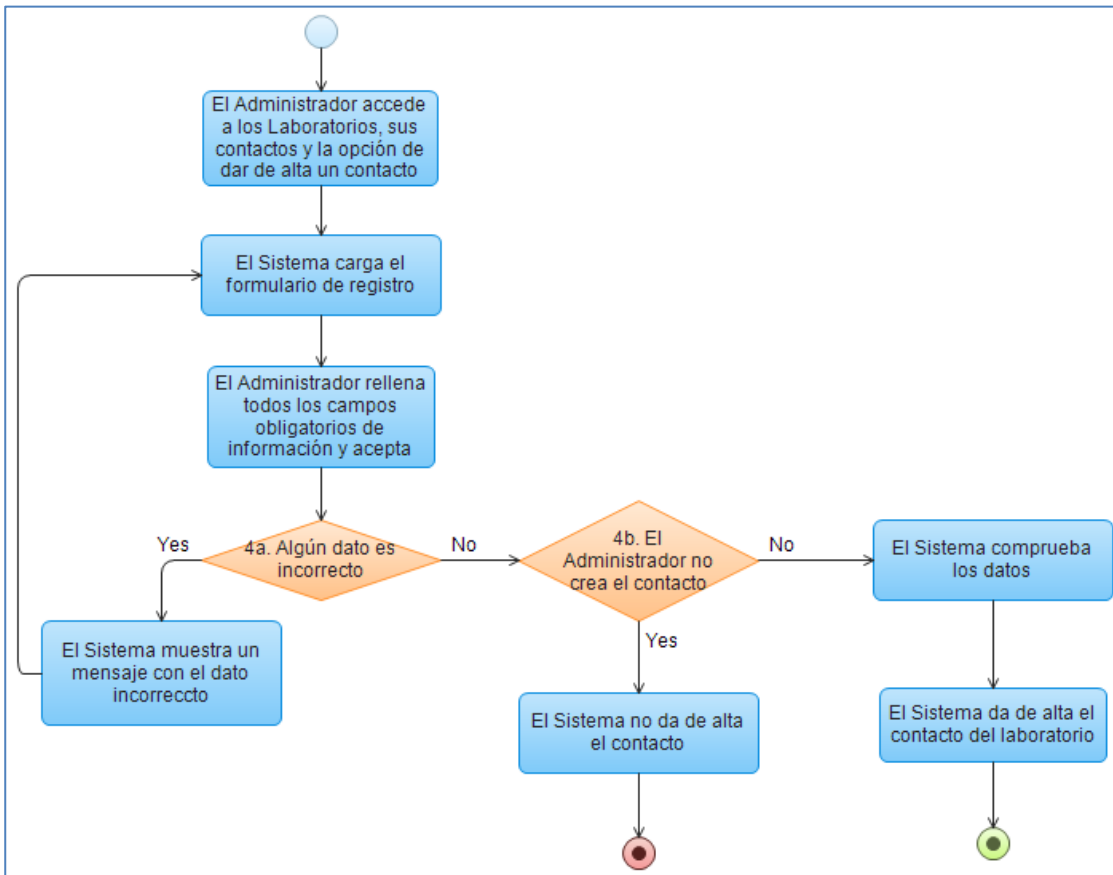 El Administrador accede
a los Laboratorios, sus
contactos y la opción de
dar de alta un contacto
El Sistema carga el
formulario de registro
El Administrador rellena
todos los campos
obligatorios de
información y acepta
Yes
4a. Algún dato es
incorrecto
No
4b. El
Administrador no
crea el contacto
No
El Sistema comprueba
los datos
Yes
El Sistema muestra un
mensaje con el dato
incorreccto
El Sistema no da de alta
el contacto
El Sistema da de alta el
contacto del laboratorio